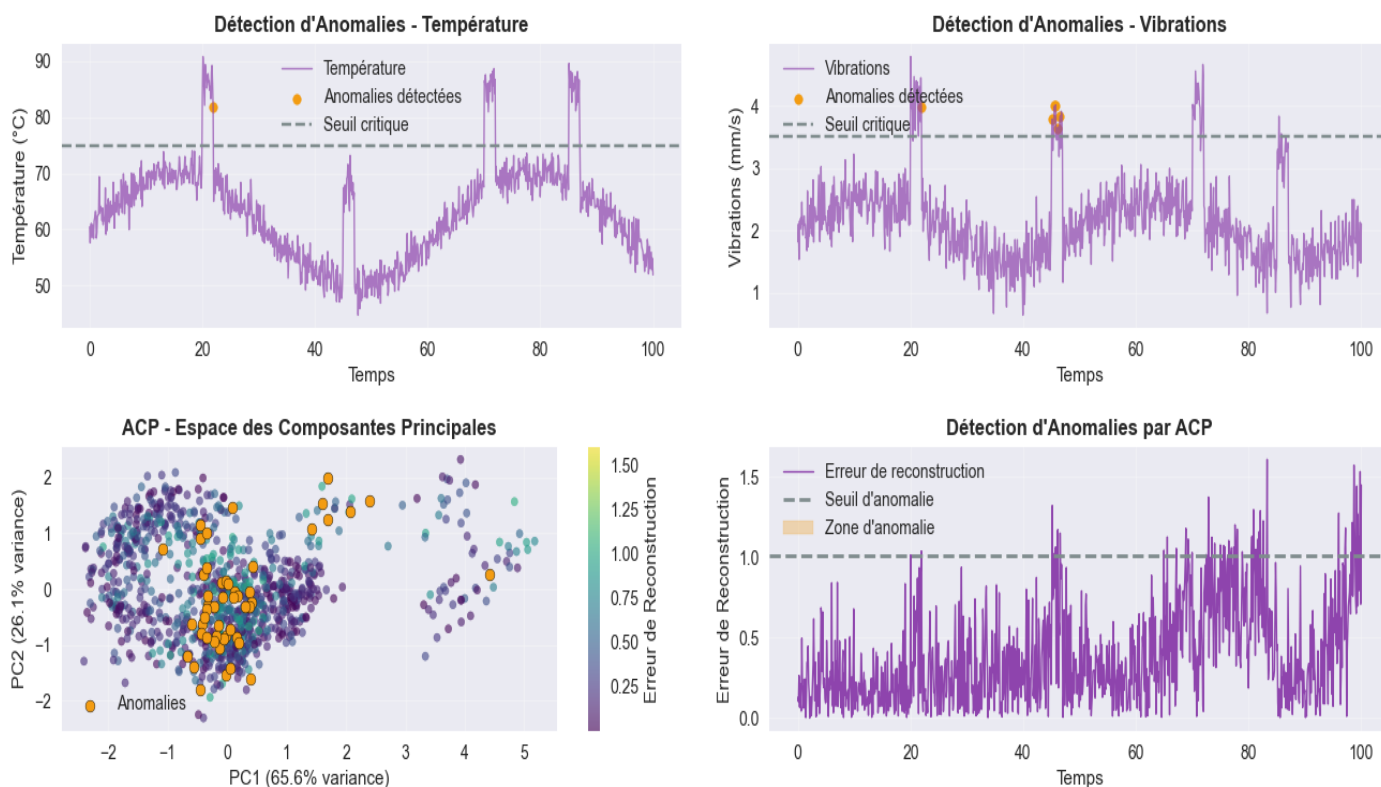 Détection d'Anomalies - Température
Température (°C)
90
80
70
60
50
Température
Anomalies détectées
Seuil critique
0 20 40 60 80 100
Temps
Détection d'Anomalies - Vibrations
Vibrations (mm/s)
4
3
2
1
Vibrations
Anomalies détectées
Seuil critique
0 20 40 60 80 100
Temps
ACP - Espace des Composantes Principales
PC2 (26.1% variance)
2
1
0
−1
−2
Anomalies
−2 −1 0 1 2 3 4 5
PC1 (65.6% variance)
1.50
1.25
1.00
0.75
0.50
0.25
Erreur de Reconstruction
Détection d'Anomalies par ACP
Erreur de Reconstruction
1.5
1.0
0.5
0.0
Erreur de reconstruction
Seuil d'anomalie
Zone d'anomalie
0 20 40 60 80 100
Temps